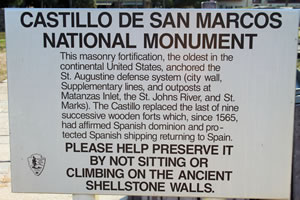 CASTILLO DE SAN MARCOS
NATIONAL MONUMENT
This masonry fortification, the oldest in the
continental United States, anchored the
St. Augustine defense system (city wall,
Supplementary lines, and outposts at
Matanzas Inlet, the St. Johns River, and St.
Marks). The Castillo replaced the last of nine
successive wooden forts which, since 1565,
had affirmed Spanish dominion and pro-
tected Spanish shipping returning to Spain.
PLEASE HELP PRESERVE IT
BY NOT SITTING OR
CLIMBING ON THE ANCIENT
SHELLSTONE WALLS.